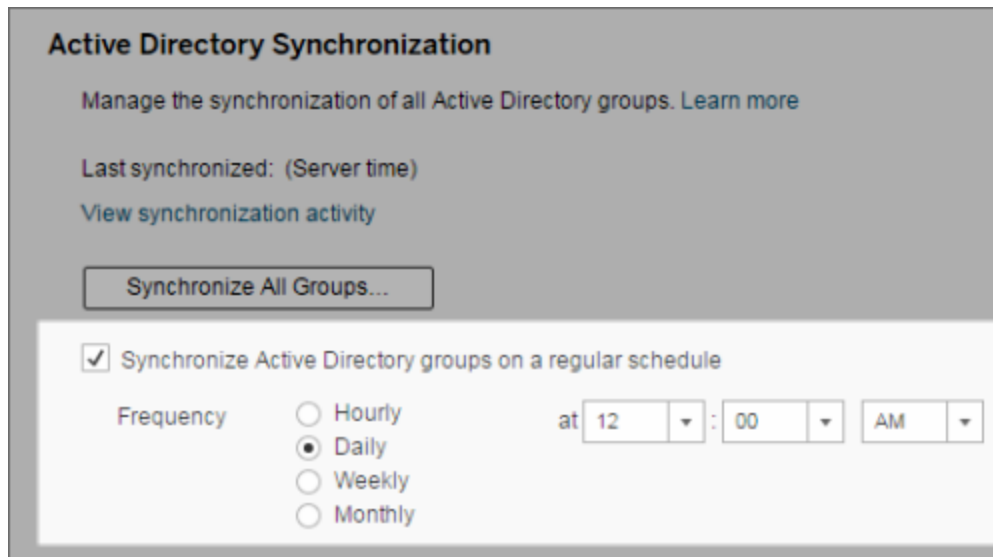 Active Directory Synchronization
Manage the synchronization of all Active Directory groups. Learn more
Last synchronized: (Server time)
View synchronization activity
Synchronize All Groups...
Synchronize Active Directory groups on a regular schedule
Frequency Hourly at 12 : 00 AM
Daily
Weekly
Monthly